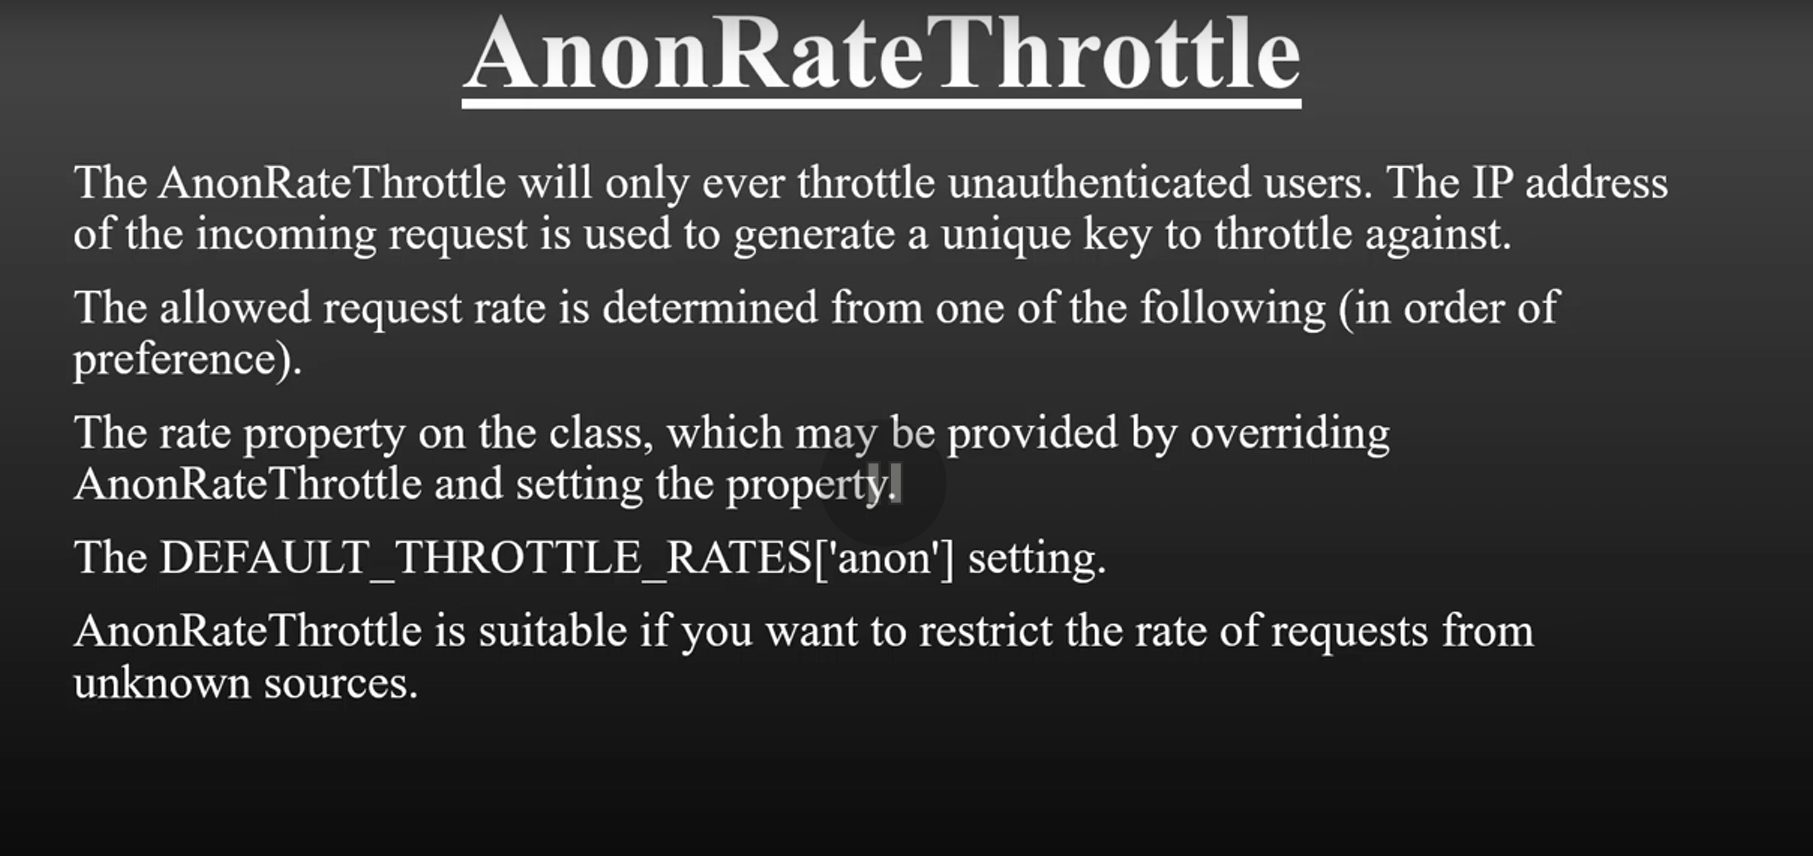 AnonRateThrottle
The AnonRateThrottle will only ever throttle unauthenticated users. The IP address
of the incoming request is used to generate a unique key to throttle against.
The allowed request rate is determined from one of the following (in order of
preference).
The rate property on the class, which may be provided by overriding
AnonRateThrottle and setting the property.
The DEFAULT_THROTTLE_RATES['anon'] setting.
AnonRateThrottle is suitable if you want to restrict the rate of requests from
unknown sources.